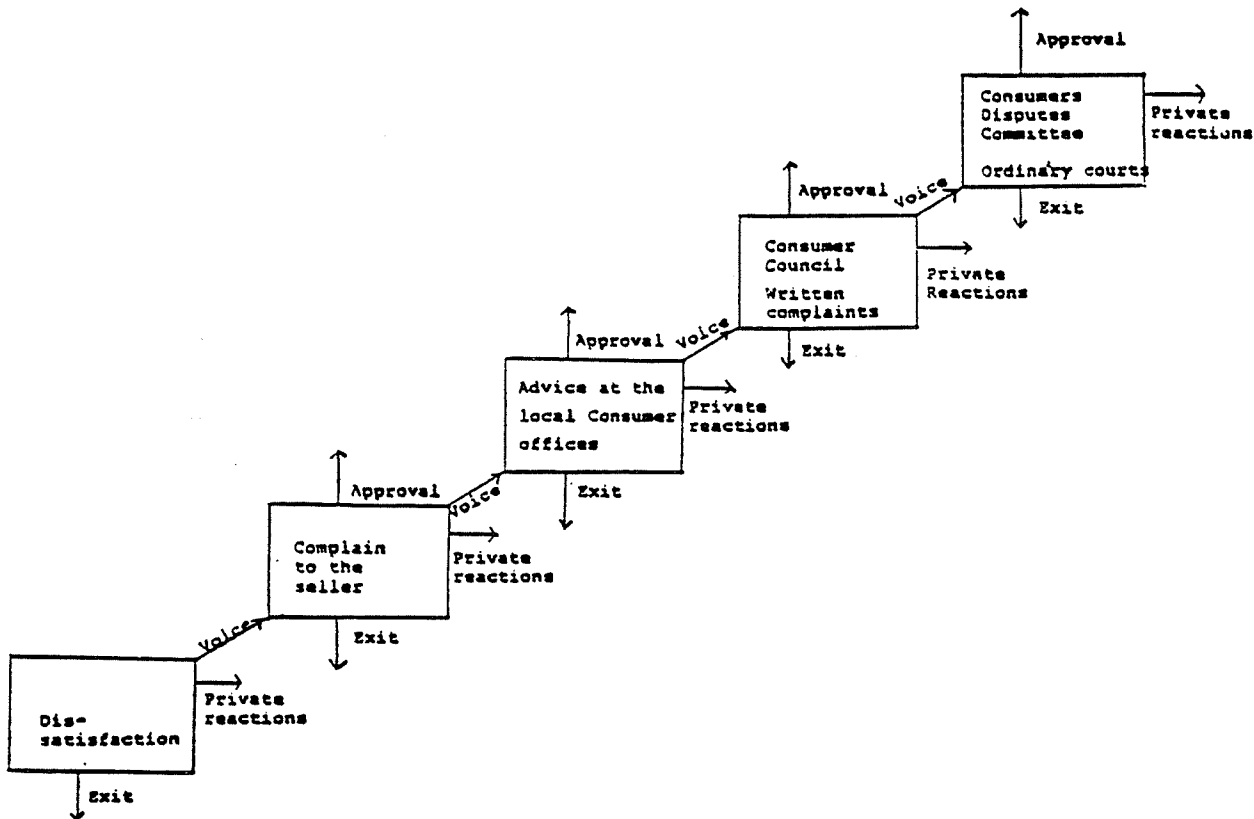 Approval
Consumers
Disputes
Committee
Ordinary courts
Private
reactions
Exit
Voice
Approval
Consumer
Council
Written
complaints
Private
Reactions
Exit
Voice
Approval
Advice at the
local Consumer
offices
Private
reactions
Exit
Voice
Approval
Complain
to the
seller
Private
reactions
Exit
Voice
Dis-
satisfaction
Private
reactions
Exit